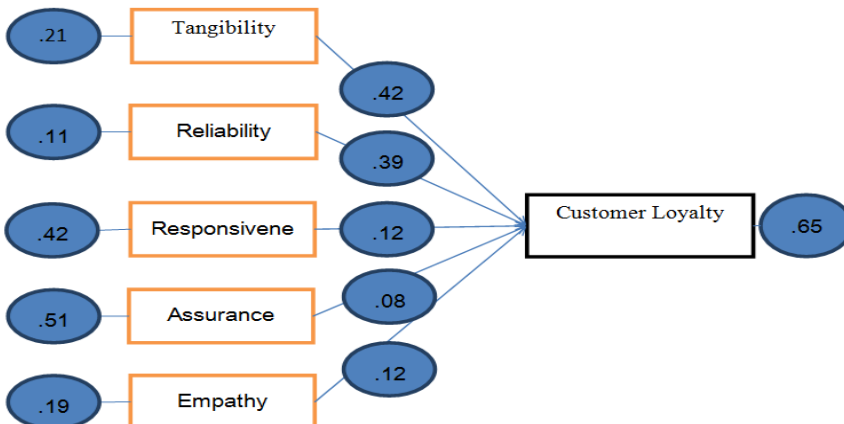 .21
Tangibility
.42
.11
Reliability
.39
.42
Responsivene
.12
Customer Loyalty
.65
.51
Assurance
.08
.19
Empathy
.12